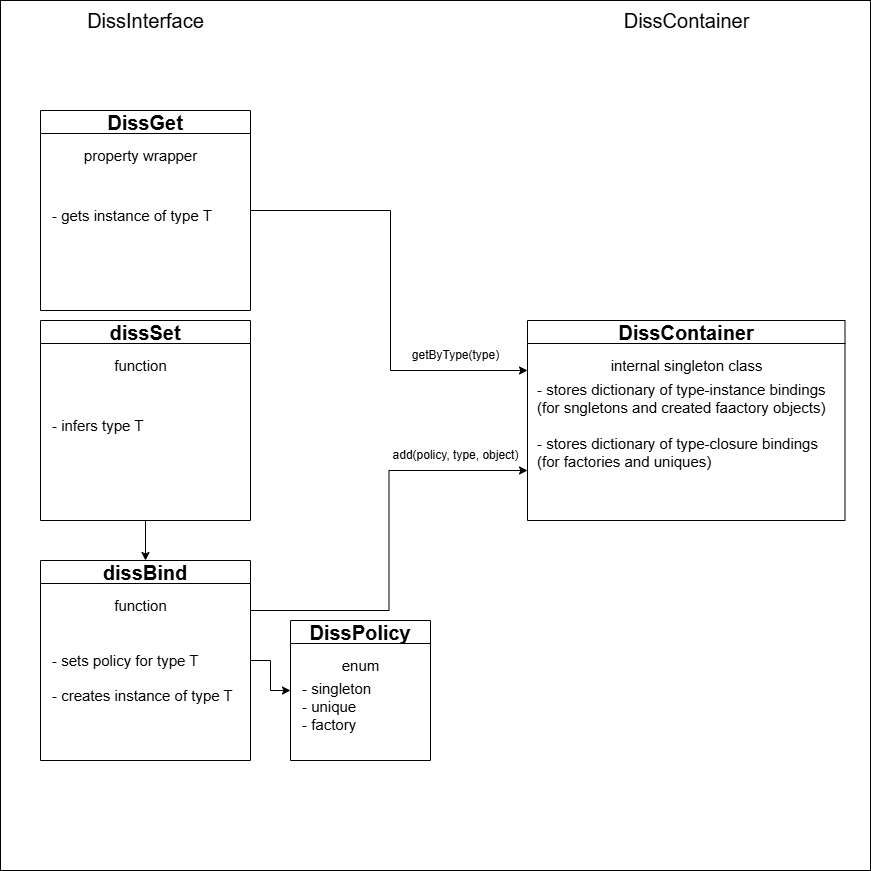 DissInterface
DissContainer
DissGet
property wrapper
- gets instance of type T
dissSet
function
- infers type T
getByType(type)
DissContainer
internal singleton class
- stores dictionary of type-instance bindings
(for sngletons and created faactory objects)
- stores dictionary of type-closure bindings
(for factories and uniques)
add(policy, type, object)
dissBind
function
- sets policy for type T
- creates instance of type T
DissPolicy
enum
- singleton
- unique
- factory